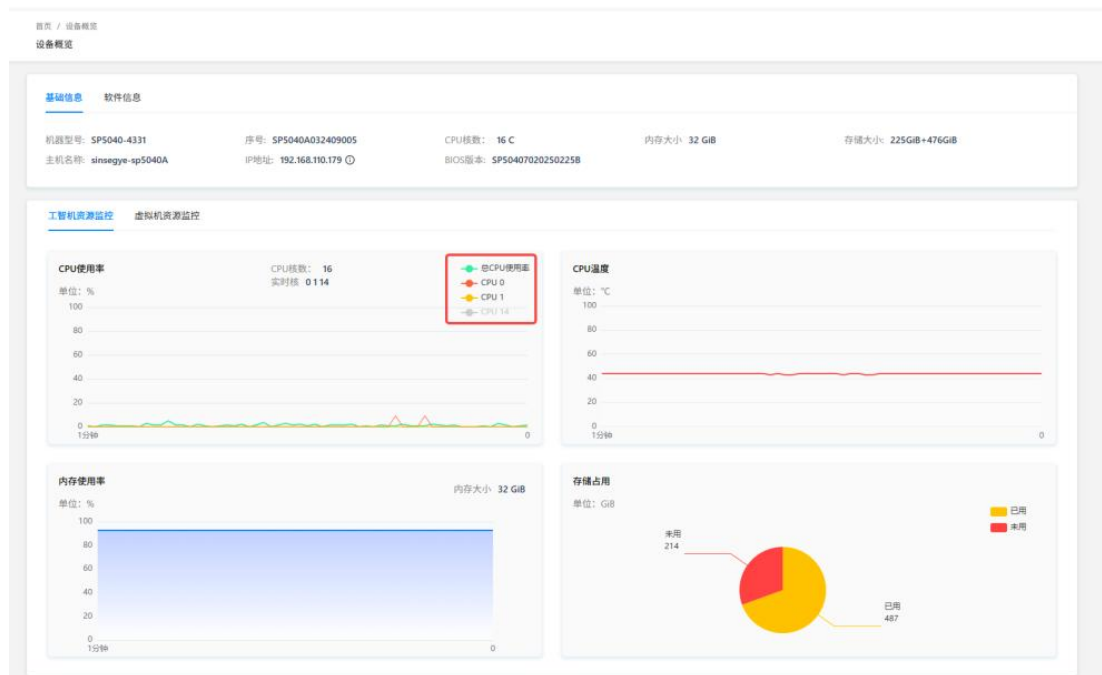 首页 / 设备概览
设备概览
基础信息 软件信息
机器型号: SP5040-4331 序号: SP5040A032409005 CPU核数: 16 C 内存大小: 32 GiB 存储大小: 225GiB+476GiB
主机名称: sinsegye-sp5040A IP地址: 192.168.110.179 BIOS版本: SP50407020250225B
工智机资源监控 虚拟机资源监控
CPU使用率 CPU核数: 16
实时核 0 1 14
单位: %
总CPU使用率
CPU 0
CPU 1
CPU 14
100
80
60
40
20
0
1分钟 0
CPU温度
单位: ℃
100
80
60
40
20
0
1分钟 0
内存使用率 内存大小 32 GiB
单位: %
100
80
60
40
20
0
1分钟 0
存储占用
单位: GiB
已用
未用
未用
214
已用
487